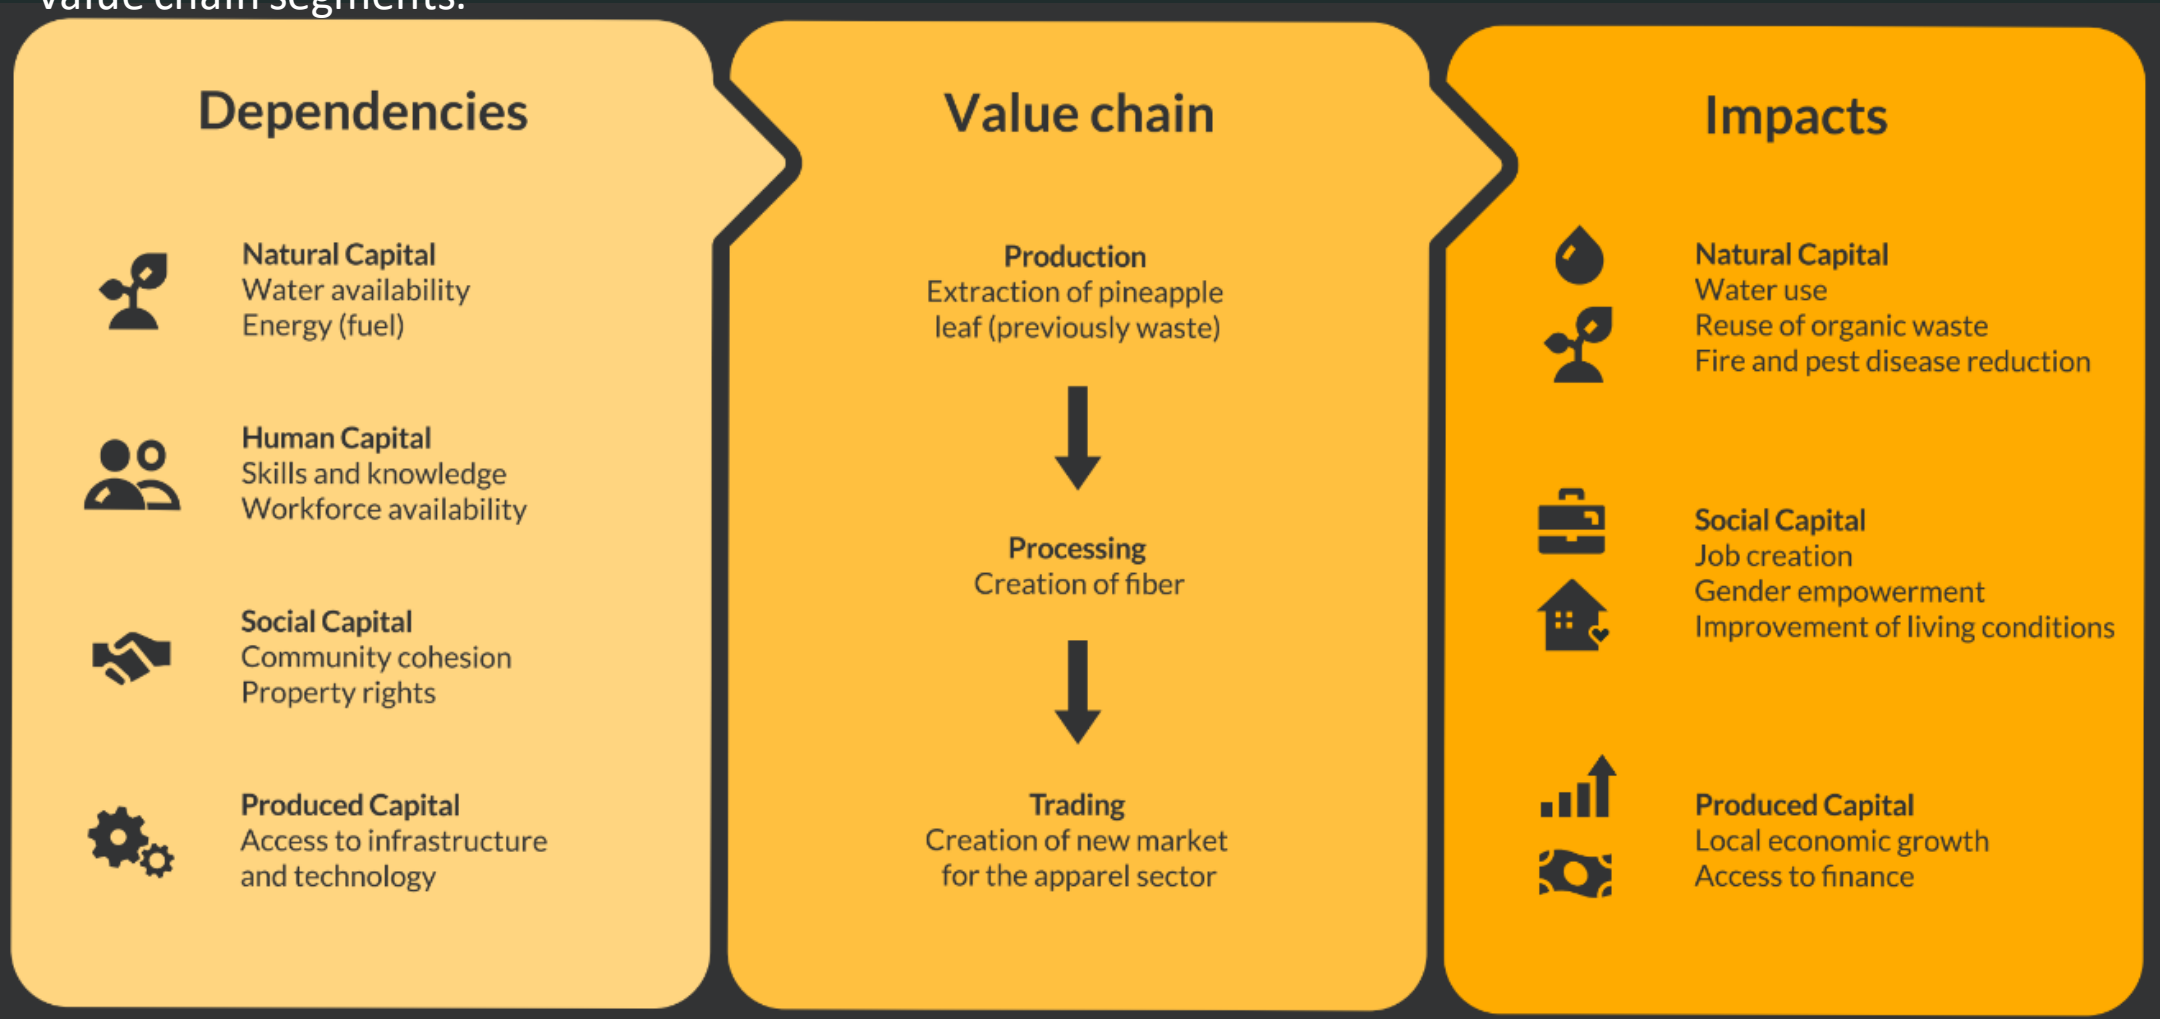 value chain segments.
Dependencies
Natural Capital
Water availability
Energy (fuel)
Human Capital
Skills and knowledge
Workforce availability
Social Capital
Community cohesion
Property rights
Produced Capital
Access to infrastructure
and technology
Value chain
Production
Extraction of pineapple
leaf (previously waste)
Processing
Creation of fiber
Trading
Creation of new market
for the apparel sector
Impacts
Natural Capital
Water use
Reuse of organic waste
Fire and pest disease reduction
Social Capital
Job creation
Gender empowerment
Improvement of living conditions
Produced Capital
Local economic growth
Access to finance